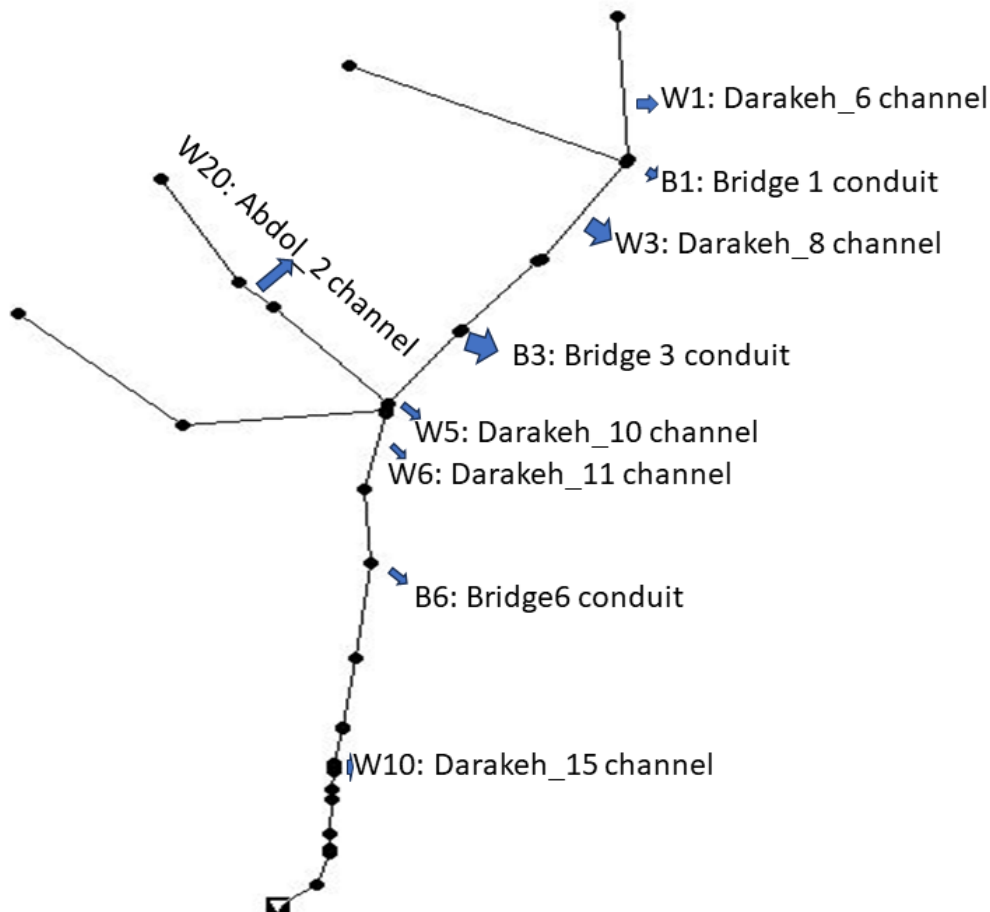 W1: Darakeh_6 channel
B1: Bridge 1 conduit
W20: Abdol_2 channel
W3: Darakeh_8 channel
B3: Bridge 3 conduit
W5: Darakeh_10 channel
W6: Darakeh_11 channel
B6: Bridge6 conduit
W10: Darakeh_15 channel